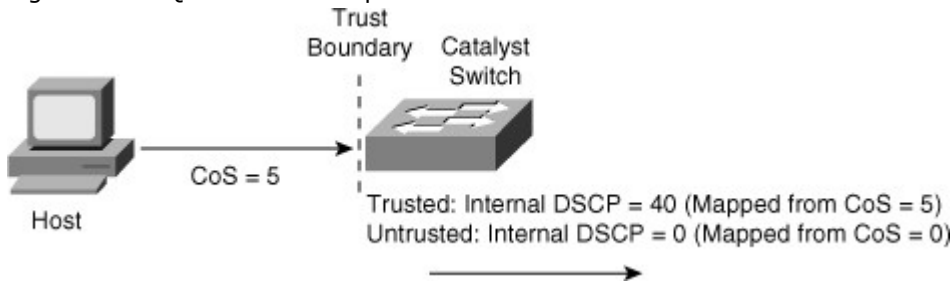 Trust
Boundary
Catalyst
Switch
CoS = 5
Host
Trusted: Internal DSCP = 40 (Mapped from CoS = 5)
Untrusted: Internal DSCP = 0 (Mapped from CoS = 0)